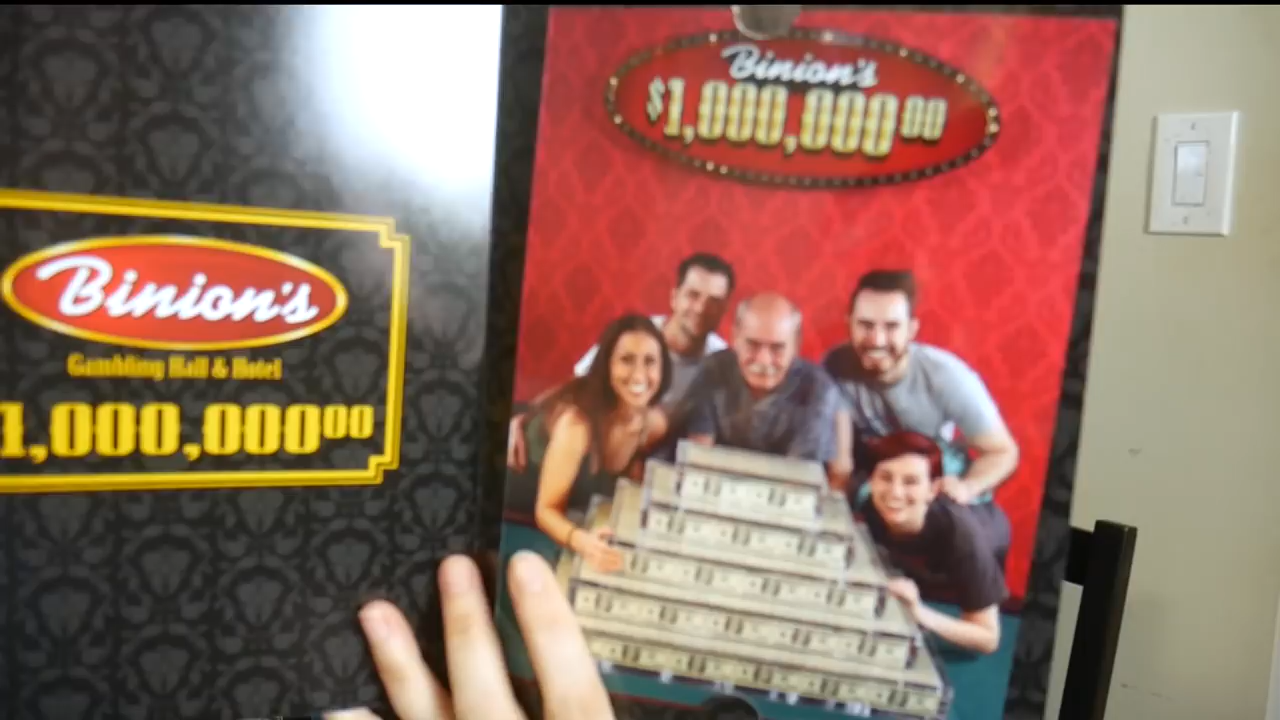 Binion's
Gambling Hall & Hotel
1,000,000⁰⁰
Binion's
$1,000,000⁰⁰